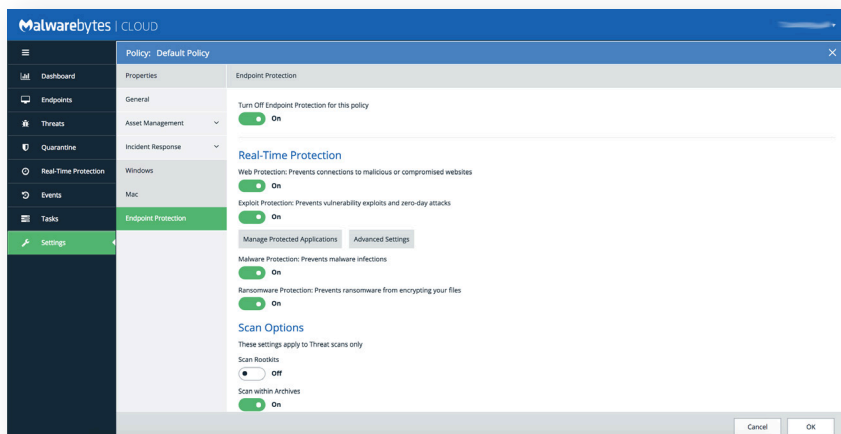 Malwarebytes | CLOUD
Policy: Default Policy
Dashboard
Endpoints
Threats
Quarantine
Real-Time Protection
Events
Tasks
Settings
Properties
General
Asset Management
Incident Response
Windows
Mac
Endpoint Protection
Endpoint Protection
Turn Off Endpoint Protection for this policy
On
Real-Time Protection
Web Protection: Prevents connections to malicious or compromised websites
On
Exploit Protection: Prevents vulnerability exploits and zero-day attacks
On
Manage Protected Applications Advanced Settings
Malware Protection: Prevents malware infections
On
Ransomware Protection: Prevents ransomware from encrypting your files
On
Scan Options
These settings apply to Threat scans only
Scan Rootkits
Off
Scan within Archives
On
Cancel OK